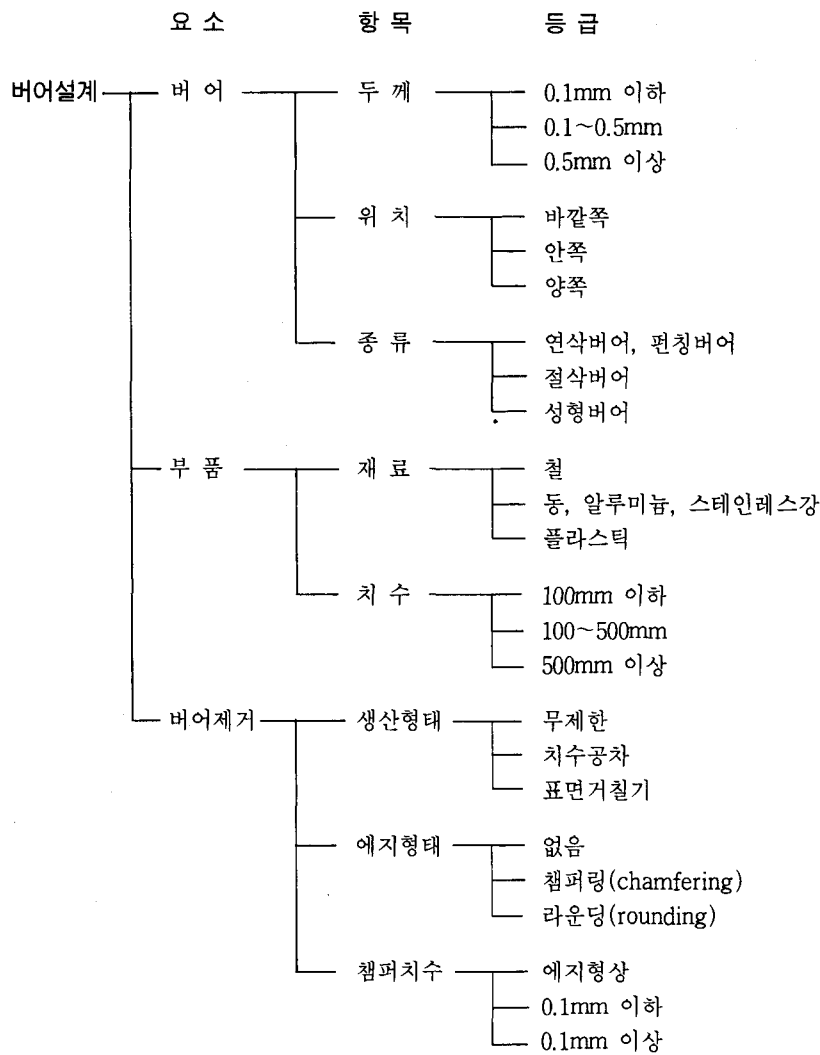 요 소 항 목 등 급
버어설계 버 어 두 께 0.1mm 이하
0.1~0.5mm
0.5mm 이상
위 치 바깥쪽
안쪽
양쪽
종 류 연삭버어, 펀칭버어
절삭버어
성형버어
부 품 재 료 철
동, 알루미늄, 스테인레스강
플라스틱
치 수 100mm 이하
100~500mm
500mm 이상
버어제거 생산형태 무제한
치수공차
표면거칠기
에지형태 없음
챔퍼링(chamfering)
라운딩(rounding)
챔퍼치수 에지형상
0.1mm 이하
0.1mm 이상